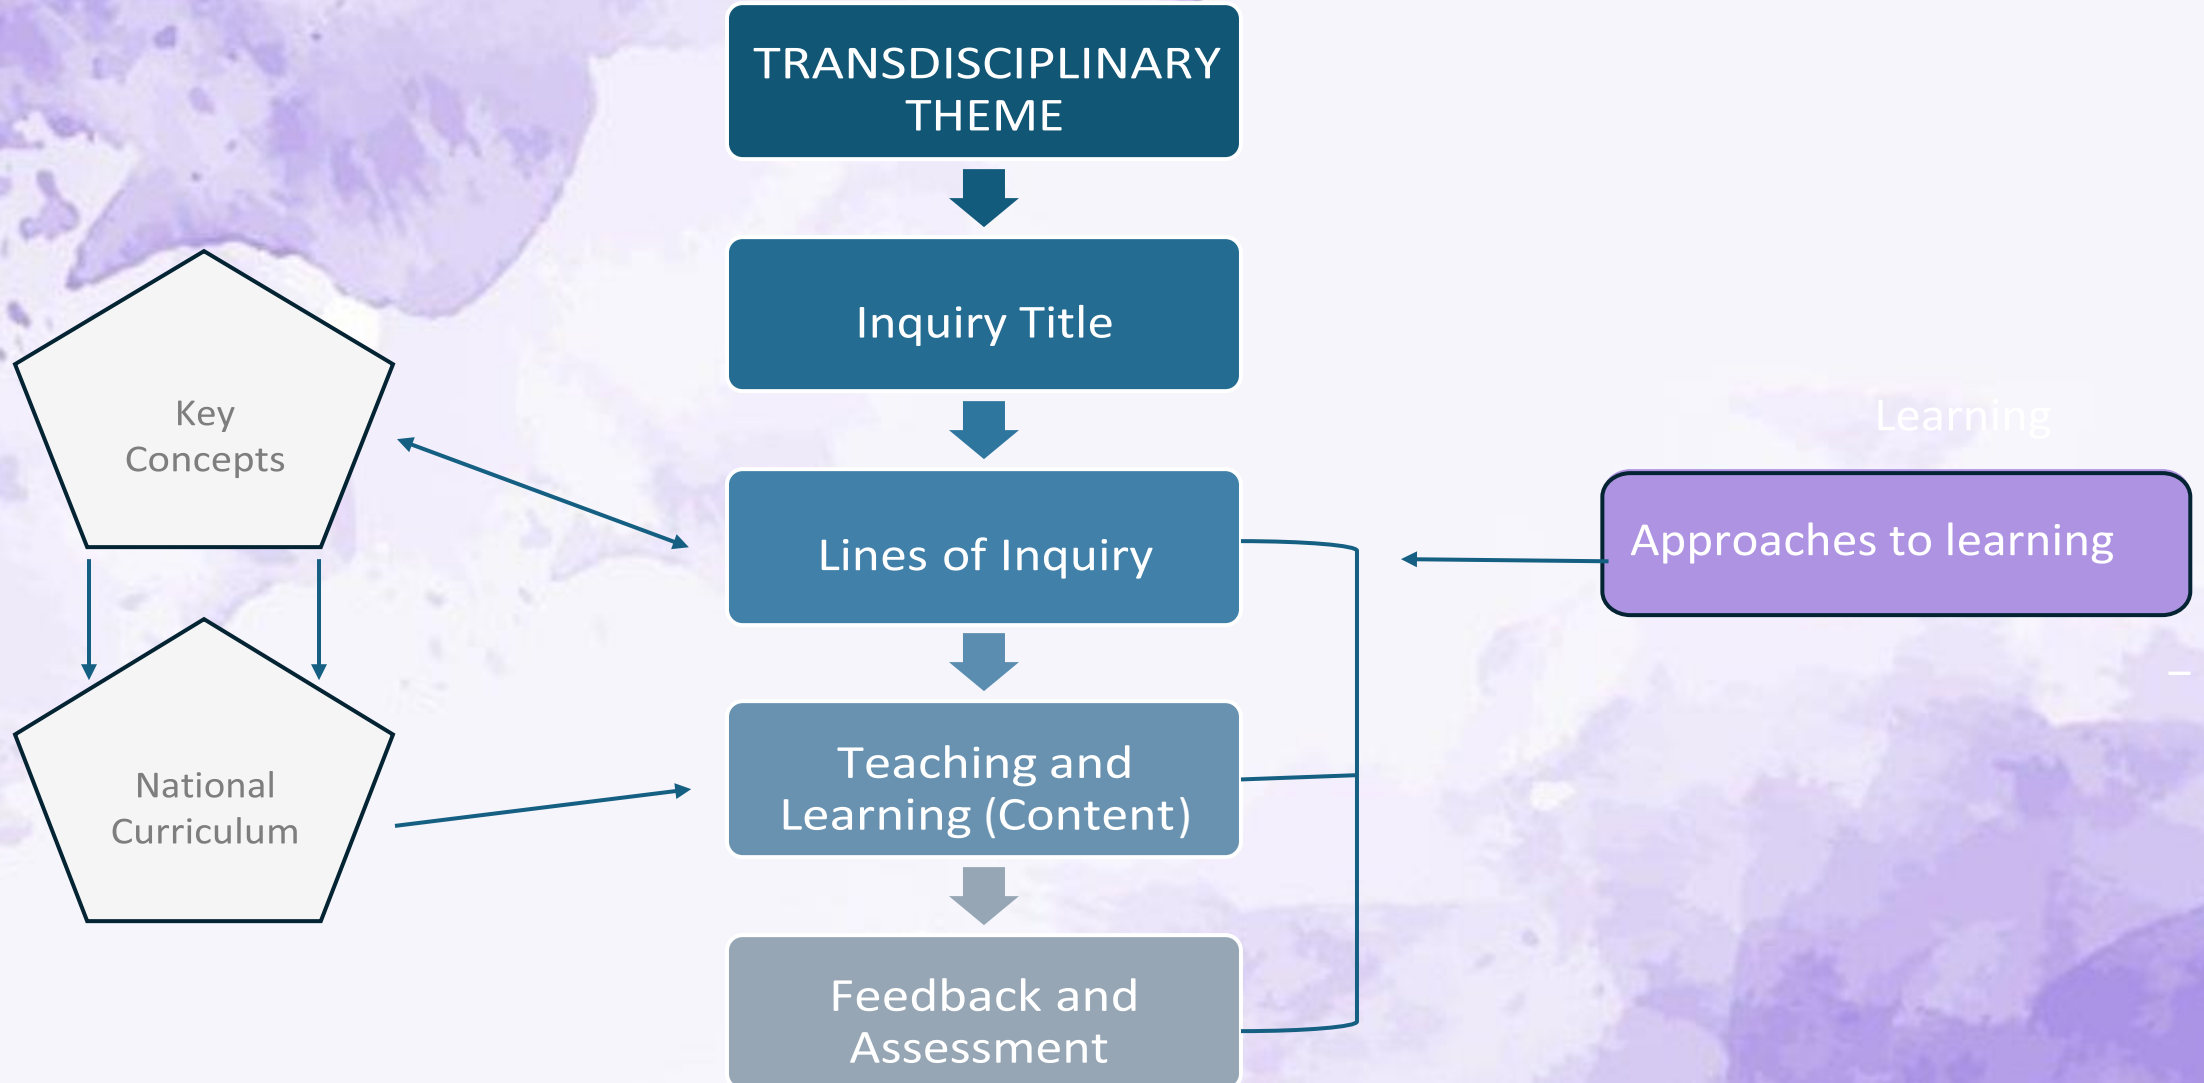 TRANSDISCIPLINARY
THEME
Inquiry Title
Key
Concepts
Lines of Inquiry
Learning
Approaches to learning
–
National
Curriculum
Teaching and
Learning (Content)
Feedback and
Assessment